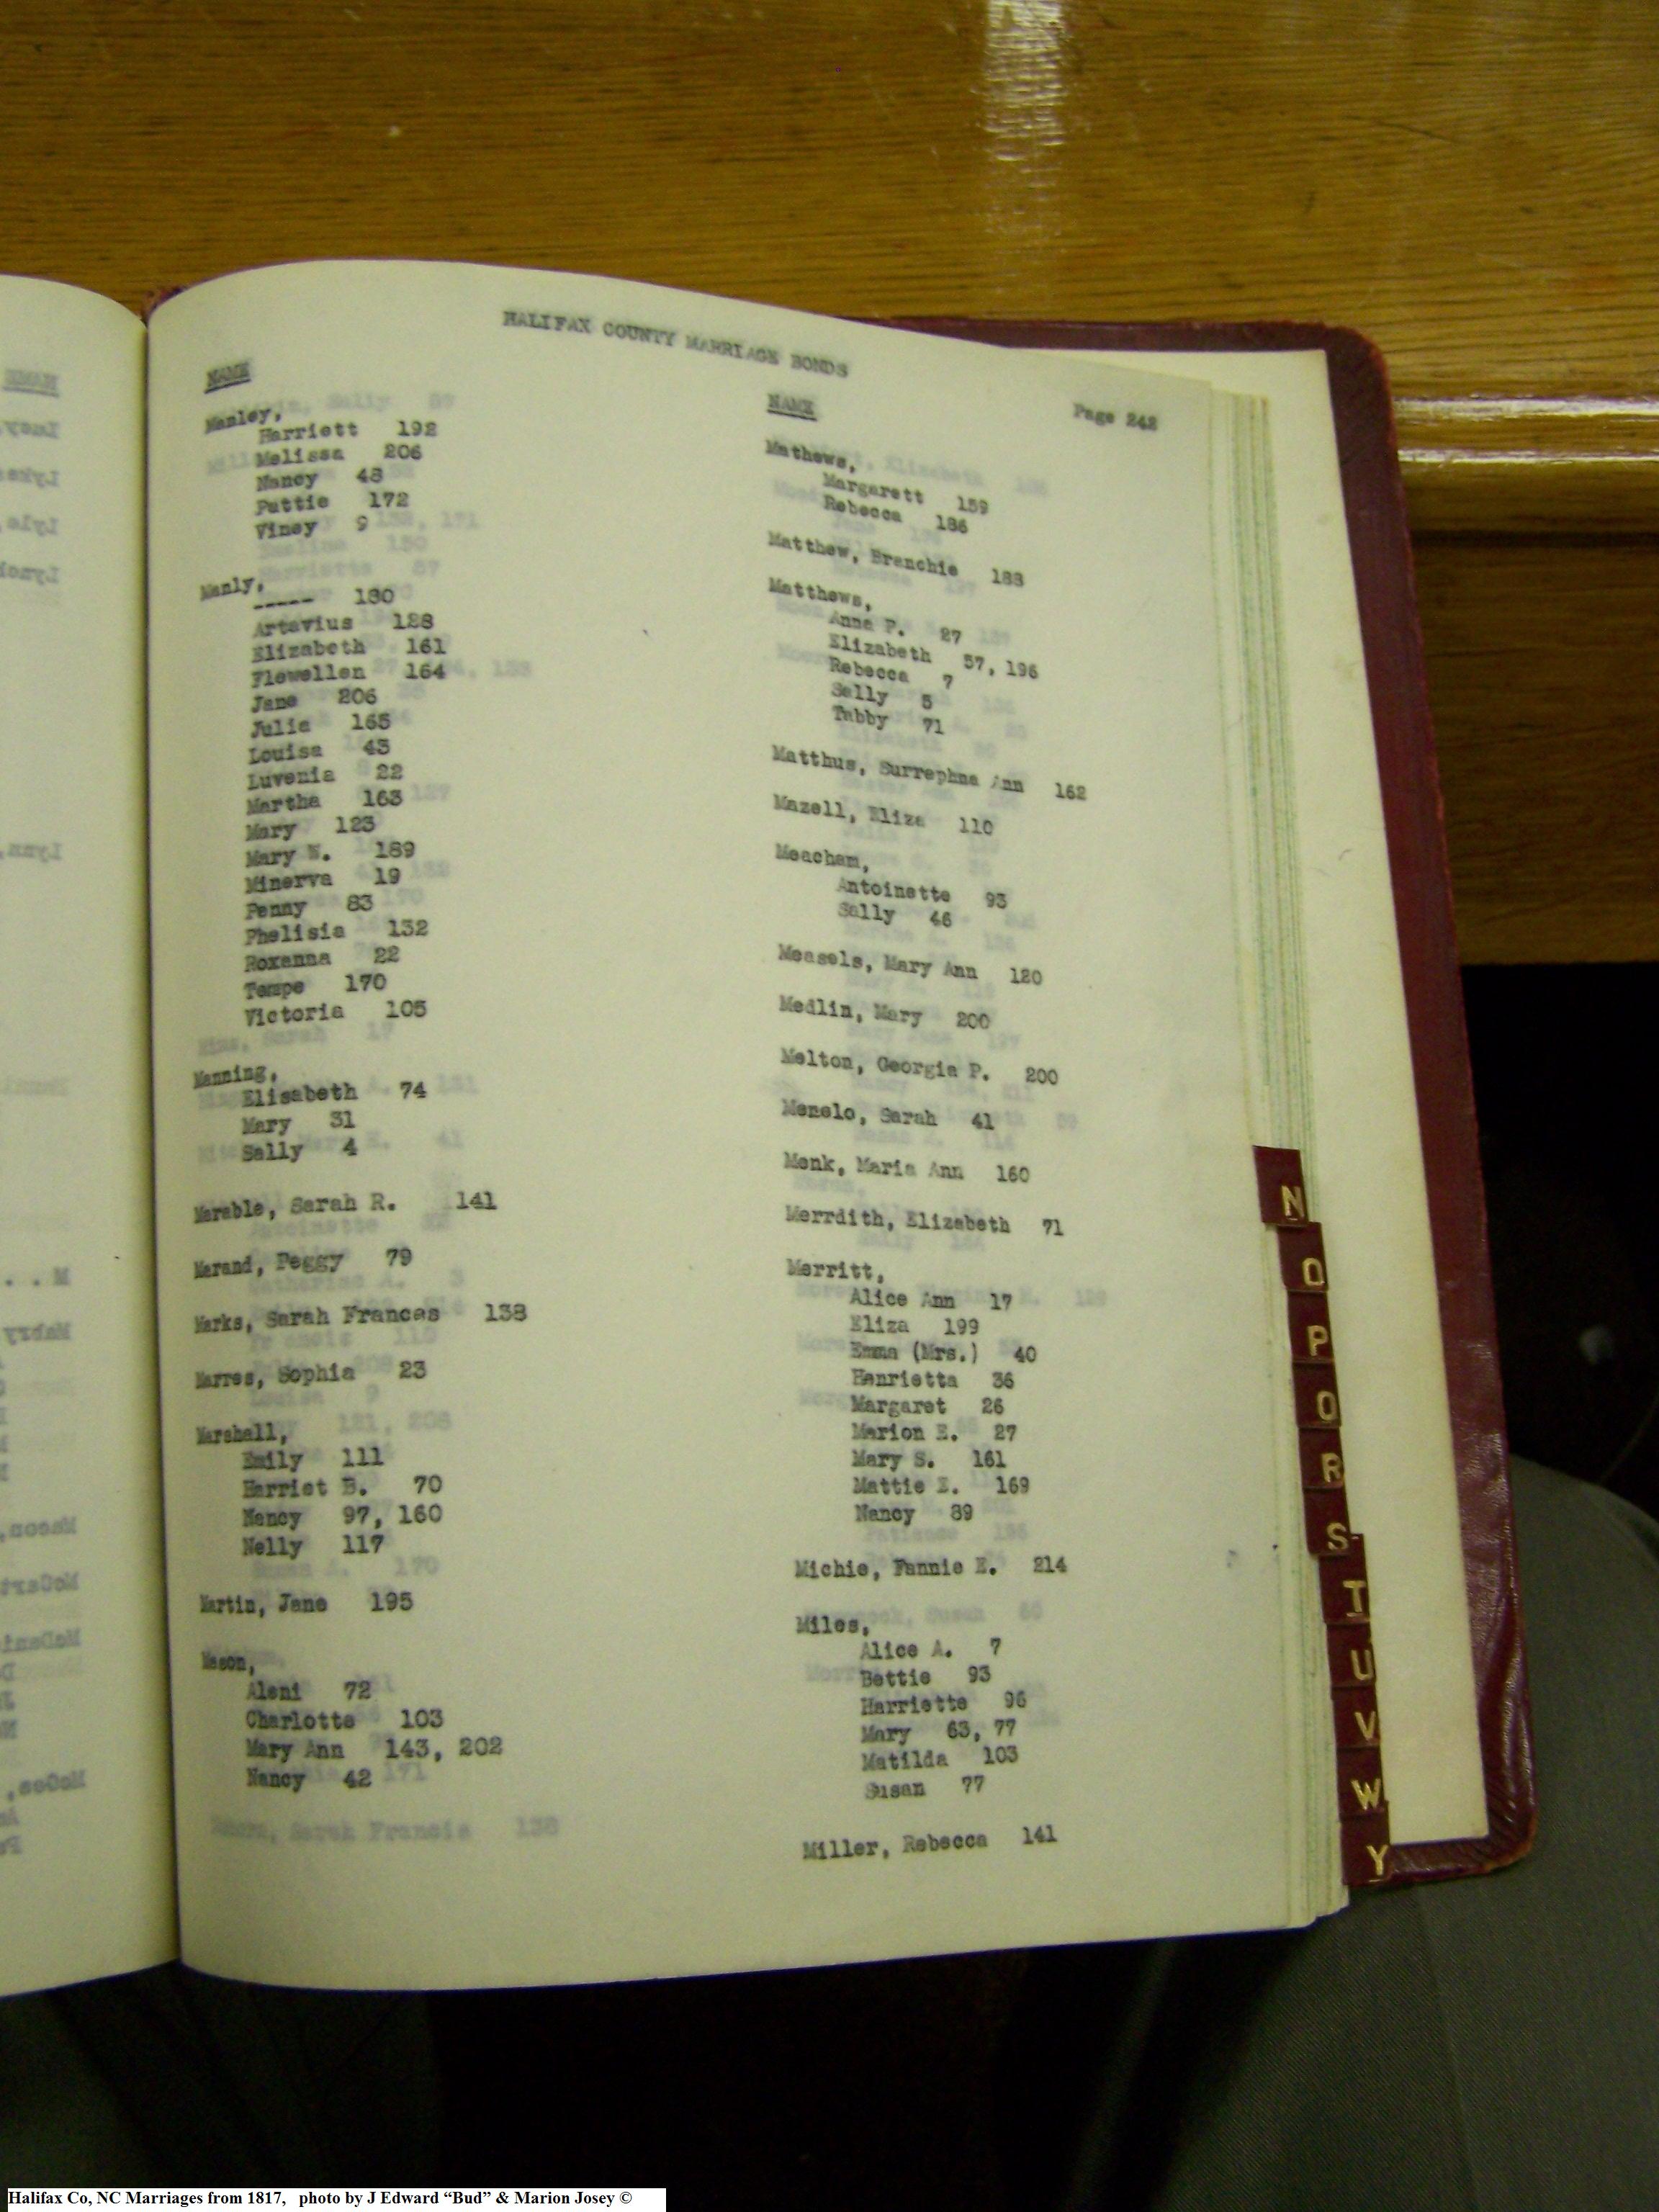 HALIFAX COUNTY MARRIAGE BONDS
Page 242
NAME
Manley,
Harriett 192
Melissa 206
Nancy 48
Puttie 172
Viney 9
Manly,
----- 180
Artavius 188
Elizabeth 161
Flewellen 164
Jane 206
Julia 165
Louisa 43
Luvenia 22
Martha 163
Mary 123
Mary W. 189
Minerva 19
Penny 83
Phelisia 132
Roxanna 22
Tempe 170
Victoria 105
Manning,
Elisabeth 74
Mary 31
Sally 4
Marable, Sarah R. 141
Marand, Peggy 79
Marks, Sarah Frances 138
Marres, Sophia 23
Marshall,
Emily 111
Harriet B. 70
Nancy 97, 160
Nelly 117
Martin, Jane 195
Mason,
Aleni 72
Charlotte 103
Mary Ann 143, 202
Nancy 42
NAME
Mathews,
Margarett 159
Rebecca 186
Matthew, Branchie 188
Matthews,
Anna P. 27
Elizabeth 57, 196
Rebecca 7
Sally 5
Tabby 71
Matthus, Surrephna Ann 162
Mazell, Eliza 110
Meacham,
Antoinette 93
Sally 46
Measels, Mary Ann 120
Medlin, Mary 200
Melton, Georgia P. 200
Menelo, Sarah 41
Menk, Maria Ann 160
Merrdith, Elizabeth 71
Merritt,
Alice Ann 17
Eliza 199
Emma (Mrs.) 40
Henrietta 36
Margaret 26
Marion E. 27
Mary S. 161
Mattie E. 169
Nancy 89
Michie, Fannie E. 214
Miles,
Alice A. 7
Bettie 93
Harriette 96
Mary 63, 77
Matilda 103
Susan 77
Miller, Rebecca 141
N
O
P
Q
R
S
T
U
V
W
Y
Halifax Co, NC Marriages from 1817, photo by J Edward “Bud” & Marion Josey ©